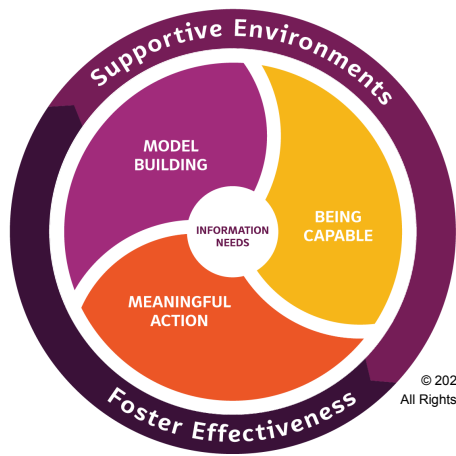 Supportive Environments
MODEL
BUILDING
BEING
CAPABLE
INFORMATION
NEEDS
MEANINGFUL
ACTION
Foster Effectiveness
© 202
All Rights